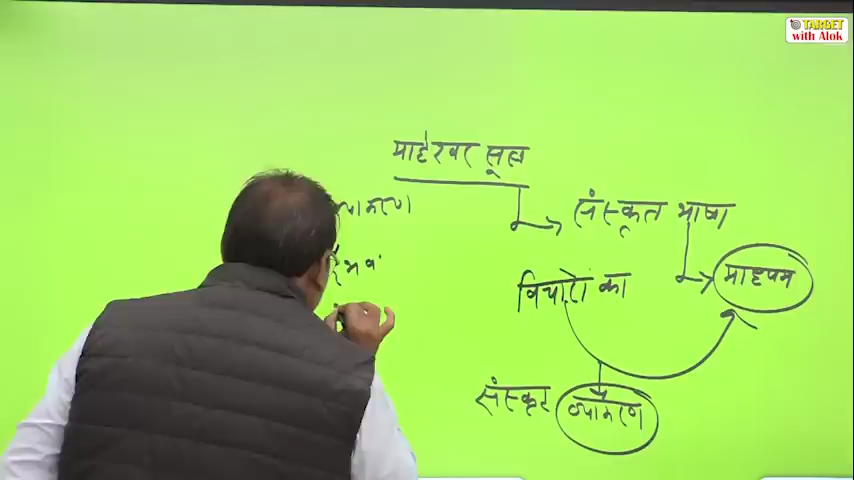 TARGET
with Alok
माहेश्वर सूत्र
संस्कृत भाषा
माध्यम
विचारों का
संस्कृत व्याकरण